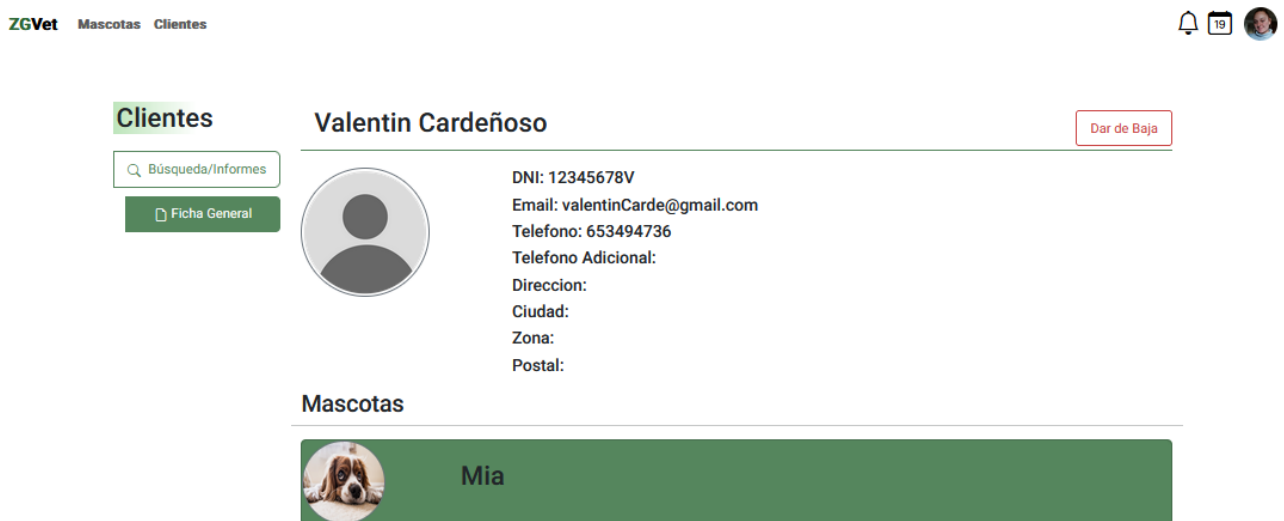 ZGVet Mascotas Clientes 19
Clientes
Búsqueda/Informes
Ficha General
Valentin Cardeñoso
Dar de Baja
DNI: 12345678V
Email: valentinCarde@gmail.com
Telefono: 653494736
Telefono Adicional:
Direccion:
Ciudad:
Zona:
Postal:
Mascotas
Mia